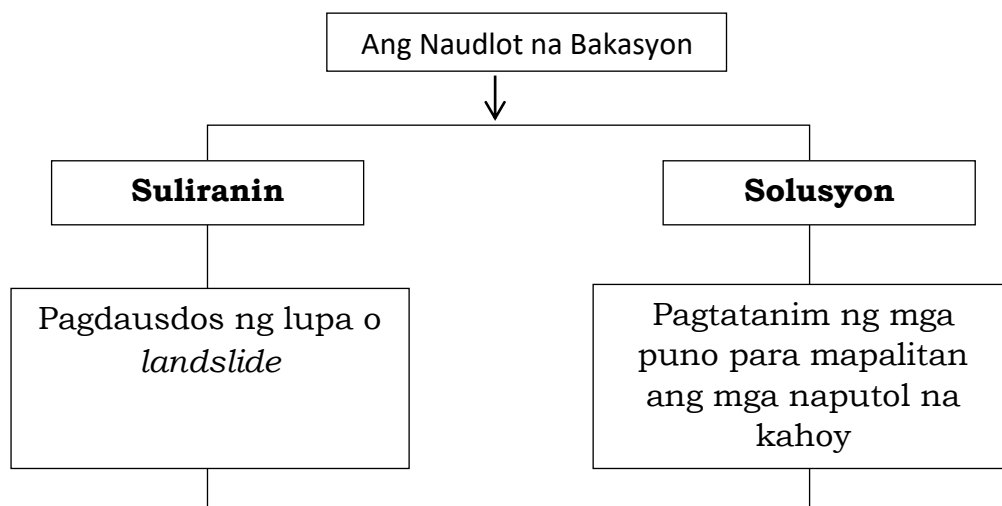 Ang Naudlot na Bakasyon
Suliranin
Solusyon
Pagdausdos ng lupa o
landslide
Pagtatanim ng mga
puno para mapalitan
ang mga naputol na
kahoy